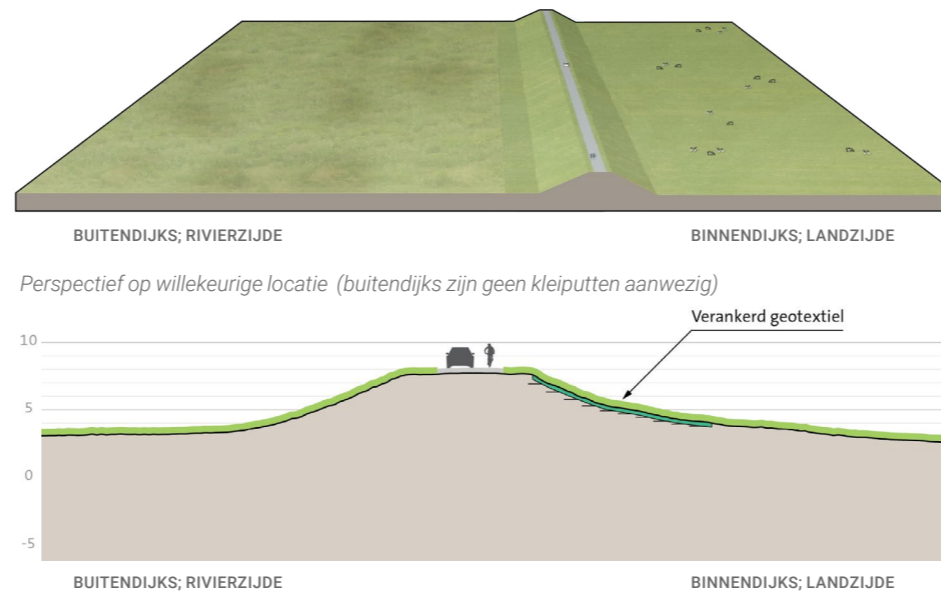 BUITENDIJKS; RIVIERZIJDE
BINNENDIJKS; LANDZIJDE
Perspectief op willekeurige locatie (buitendijks zijn geen kleiputten aanwezig)
Verankerd geotextiel
10
5
0
-5
BUITENDIJKS; RIVIERZIJDE
BINNENDIJKS; LANDZIJDE